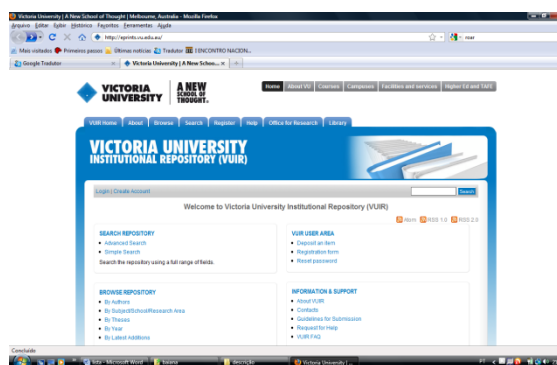 Victoria University | A New School of Thought | Melbourne, Australia - Mozilla Firefox
Arquivo Editar Exibir Histórico Favoritos Ferramentas Ajuda
http://eprints.vu.edu.au/
Mais visitados Primeiros passos Últimas notícias Tradutor ENCONTRO NACION...
Google Tradutor Victoria University | A New Schoo...
VICTORIA UNIVERSITY
A NEW SCHOOL OF THOUGHT.
Home About VU Courses Campuses Facilities and services Higher Ed and TAFE
VUIR Home About Browse Search Register Help Office for Research Library
VICTORIA UNIVERSITY
INSTITUTIONAL REPOSITORY (VUIR)
Login | Create Account Search
Welcome to Victoria University Institutional Repository (VUIR)
Atom RSS 1.0 RSS 2.0
SEARCH REPOSITORY
Advanced Search
Simple Search
Search the repository using a full range of fields.
VUIR USER AREA
Deposit an item
Registration form
Reset password
BROWSE REPOSITORY
By Authors
By Subject/School/Research Area
By Theses
By Year
By Latest Additions
INFORMATION & SUPPORT
About VUIR
Contacts
Guidelines for Submission
Request for Help
VUIR FAQ
Concluído
lista - Microsoft Word descrição Victoria University | ... PT